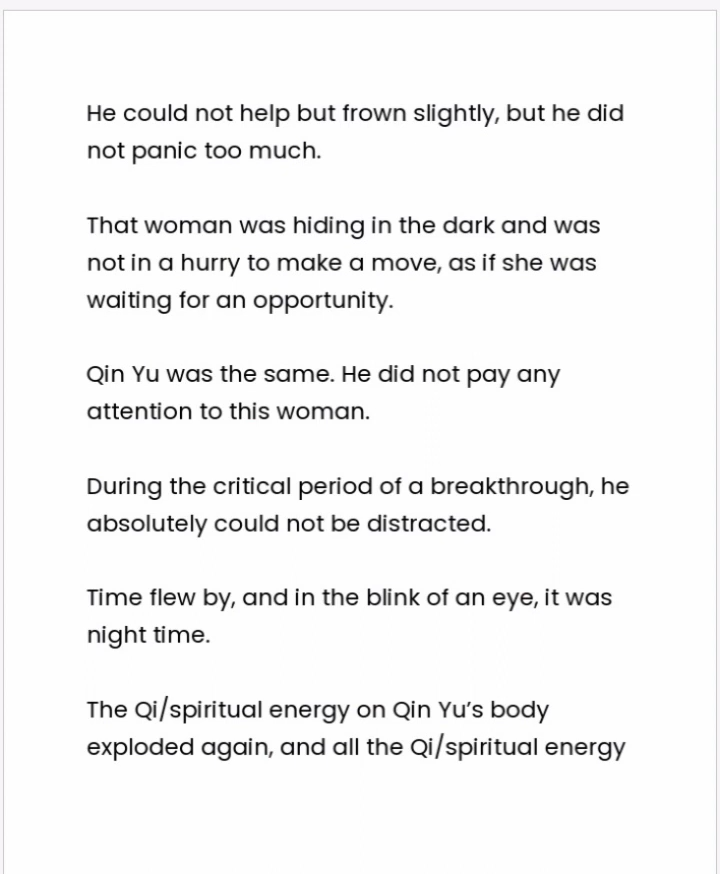 He could not help but frown slightly, but he did
not panic too much.
That woman was hiding in the dark and was
not in a hurry to make a move, as if she was
waiting for an opportunity.
Qin Yu was the same. He did not pay any
attention to this woman.
During the critical period of a breakthrough, he
absolutely could not be distracted.
Time flew by, and in the blink of an eye, it was
night time.
The Qi/spiritual energy on Qin Yu’s body
exploded again, and all the Qi/spiritual energy